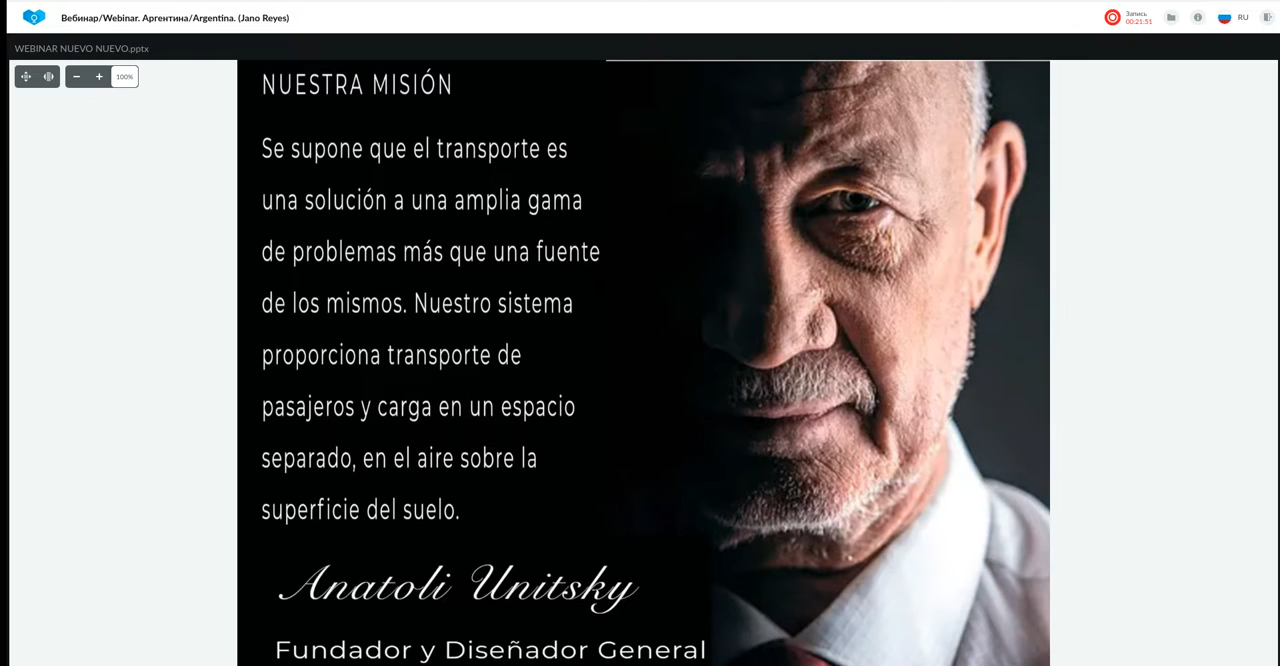 Вебинар/Webinar. Аргентина/Argentina. (Jano Reyes)
Запись
00:21:51
RU
WEBINAR NUEVO NUEVO.pptx
100%
NUESTRA MISIÓN
Se supone que el transporte es
una solución a una amplia gama
de problemas más que una fuente
de los mismos. Nuestro sistema
proporciona transporte de
pasajeros y carga en un espacio
separado, en el aire sobre la
superficie del suelo.
Anatoli Unitsky
Fundador y Diseñador General